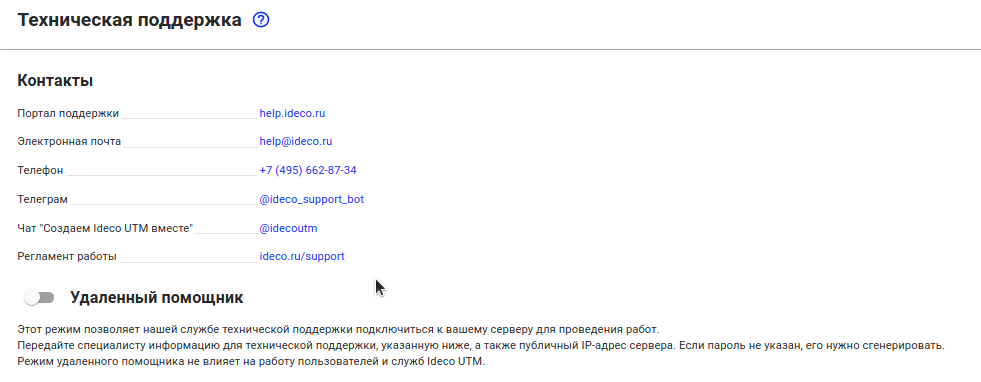 Техническая поддержка ?
Контакты
Портал поддержки help.ideco.ru
Электронная почта help@ideco.ru
Телефон +7 (495) 662-87-34
Телеграм @ideco_support_bot
Чат "Создаем Ideco UTM вместе" @idecoutm
Регламент работы ideco.ru/support
Удаленный помощник
Этот режим позволяет нашей службе технической поддержки подключиться к вашему серверу для проведения работ.
Передайте специалисту информацию для технической поддержки, указанную ниже, а также публичный IP-адрес сервера. Если пароль не указан, его нужно сгенерировать.
Режим удаленного помощника не влияет на работу пользователей и служб Ideco UTM.